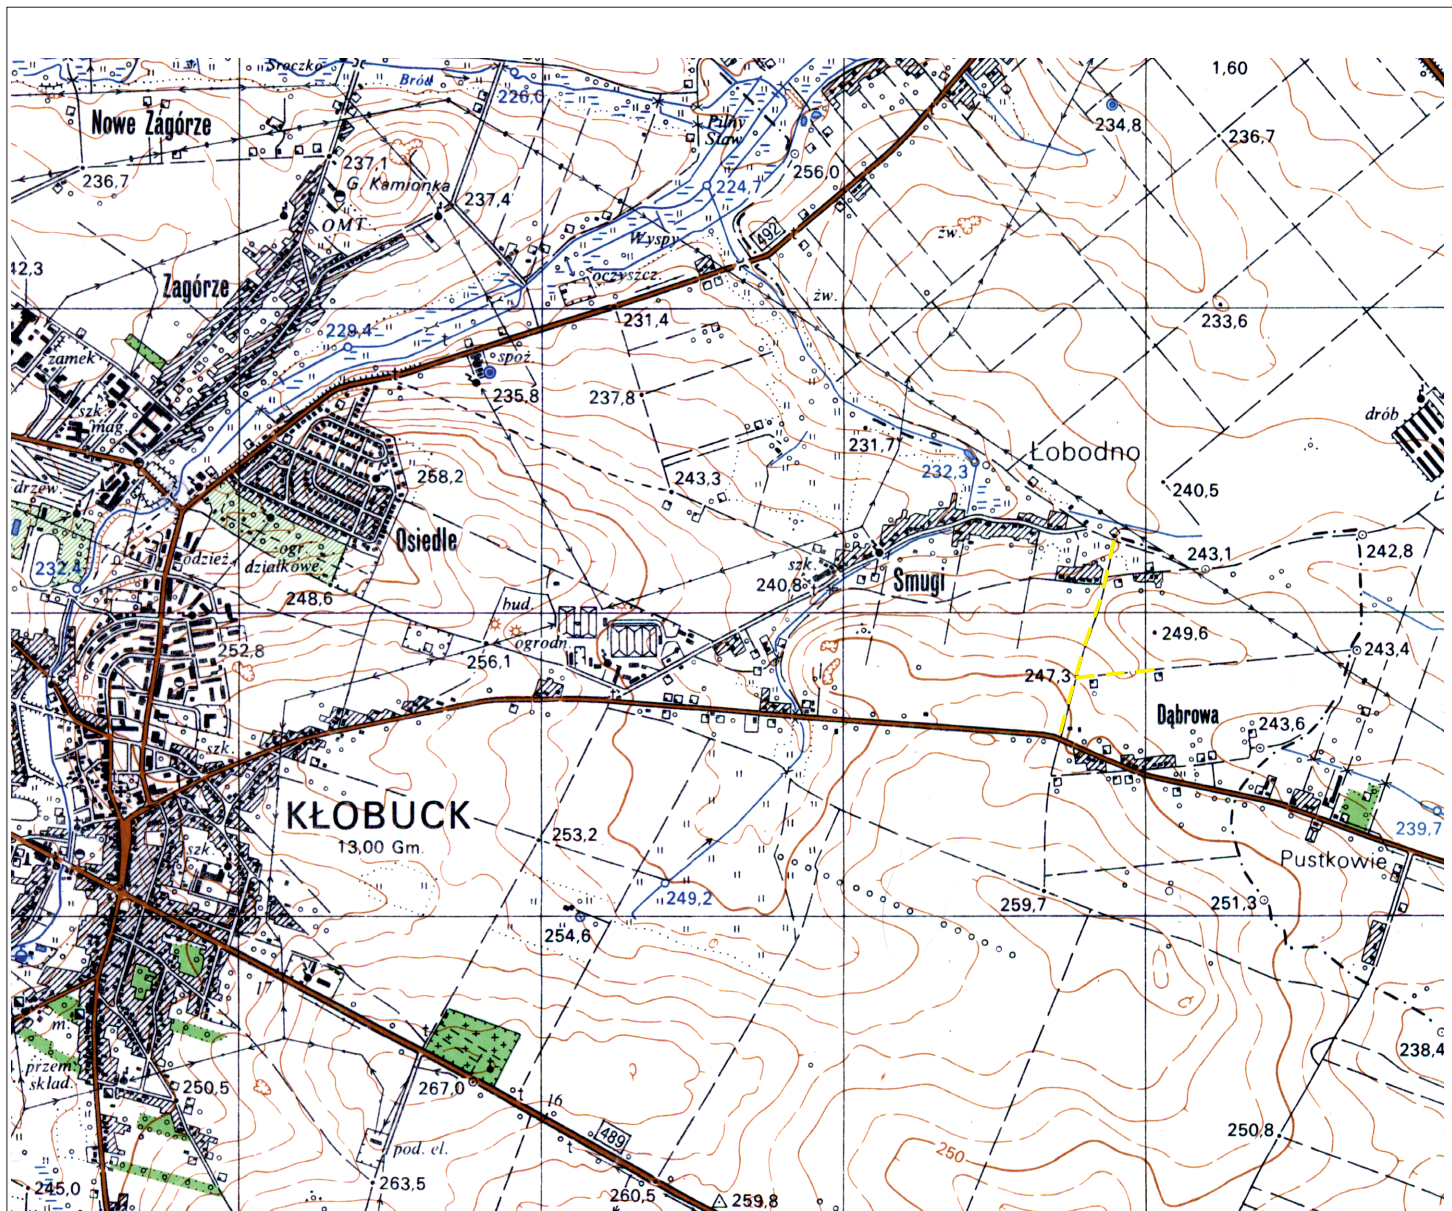 Sroczko
Bród
226,0
1,60
Nowe Zagórze
Pilny
Staw
234,8
236,7
237,1
256,0
236,7
G. Kamionka
224,7
237,4
OMT
492
żw.
Wyspy
42,3
Zagórze
oczyszcz.
żw.
231,4
233,6
229,4
t
zamek
spoż.
t
235,8
237,8
drób
szk.
mag.
231,7
Łobodno
232,3
258,2
243,3
240,5
drzew.
Osiedle
odzież.
ogr.
działkowe
243,1
242,8
szk.
232,4
240,8
t
Smugi
248,6
bud.
249,6
252,8
ogrodn.
256,1
243,4
247,3
t
Dąbrowa
243,6
szk.
KŁOBUCK
13,00 Gm.
253,2
239,7
szk.
Pustkowie
249,2
259,7
251,3
254,6
17
m.
t
238,4
przem.
skład.
250,5
267,0
t
16
489
250,8
t
pod. el.
250
263,5
245,0
260,5
259,8